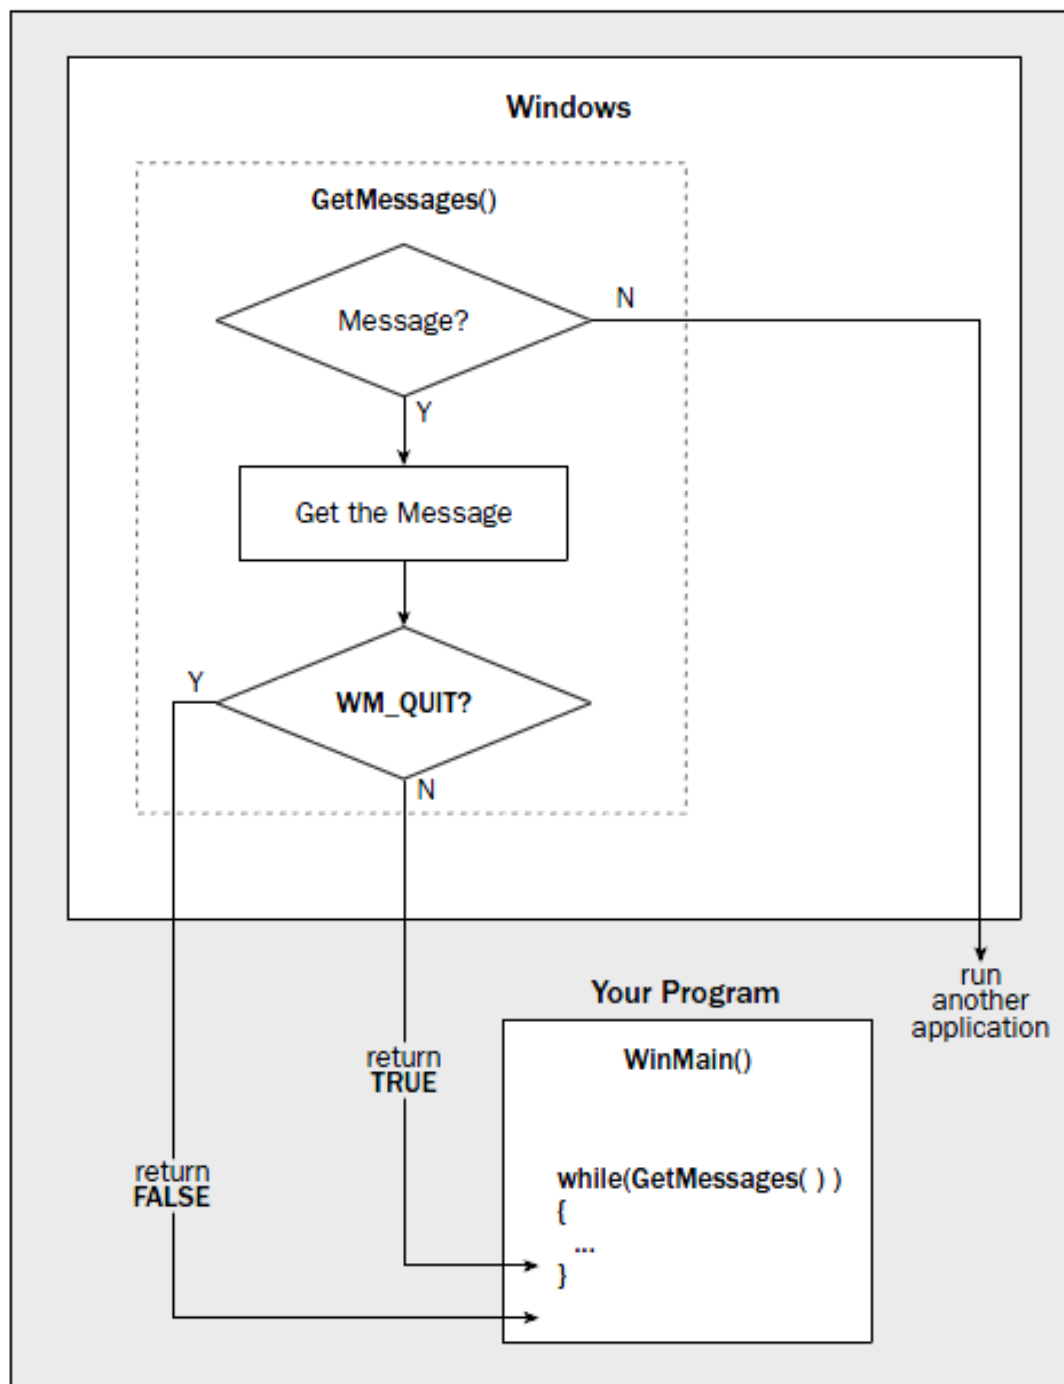 Windows
GetMessages()
Message?
N
Y
Get the Message
Y
WM_QUIT?
N
run
another
application
Your Program
WinMain()
return
TRUE
while(GetMessages( ) )
{
...
}
return
FALSE